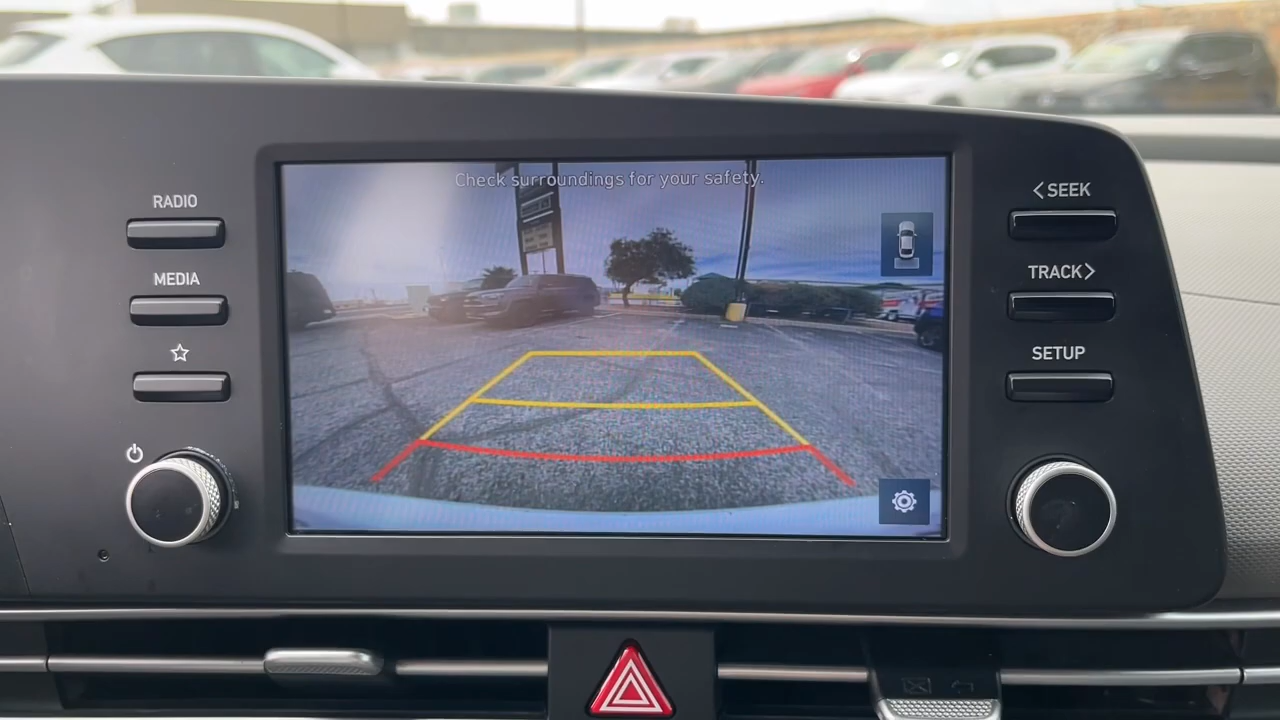 Check surroundings for your safety.
RADIO
MEDIA
<SEEK
TRACK>
SETUP